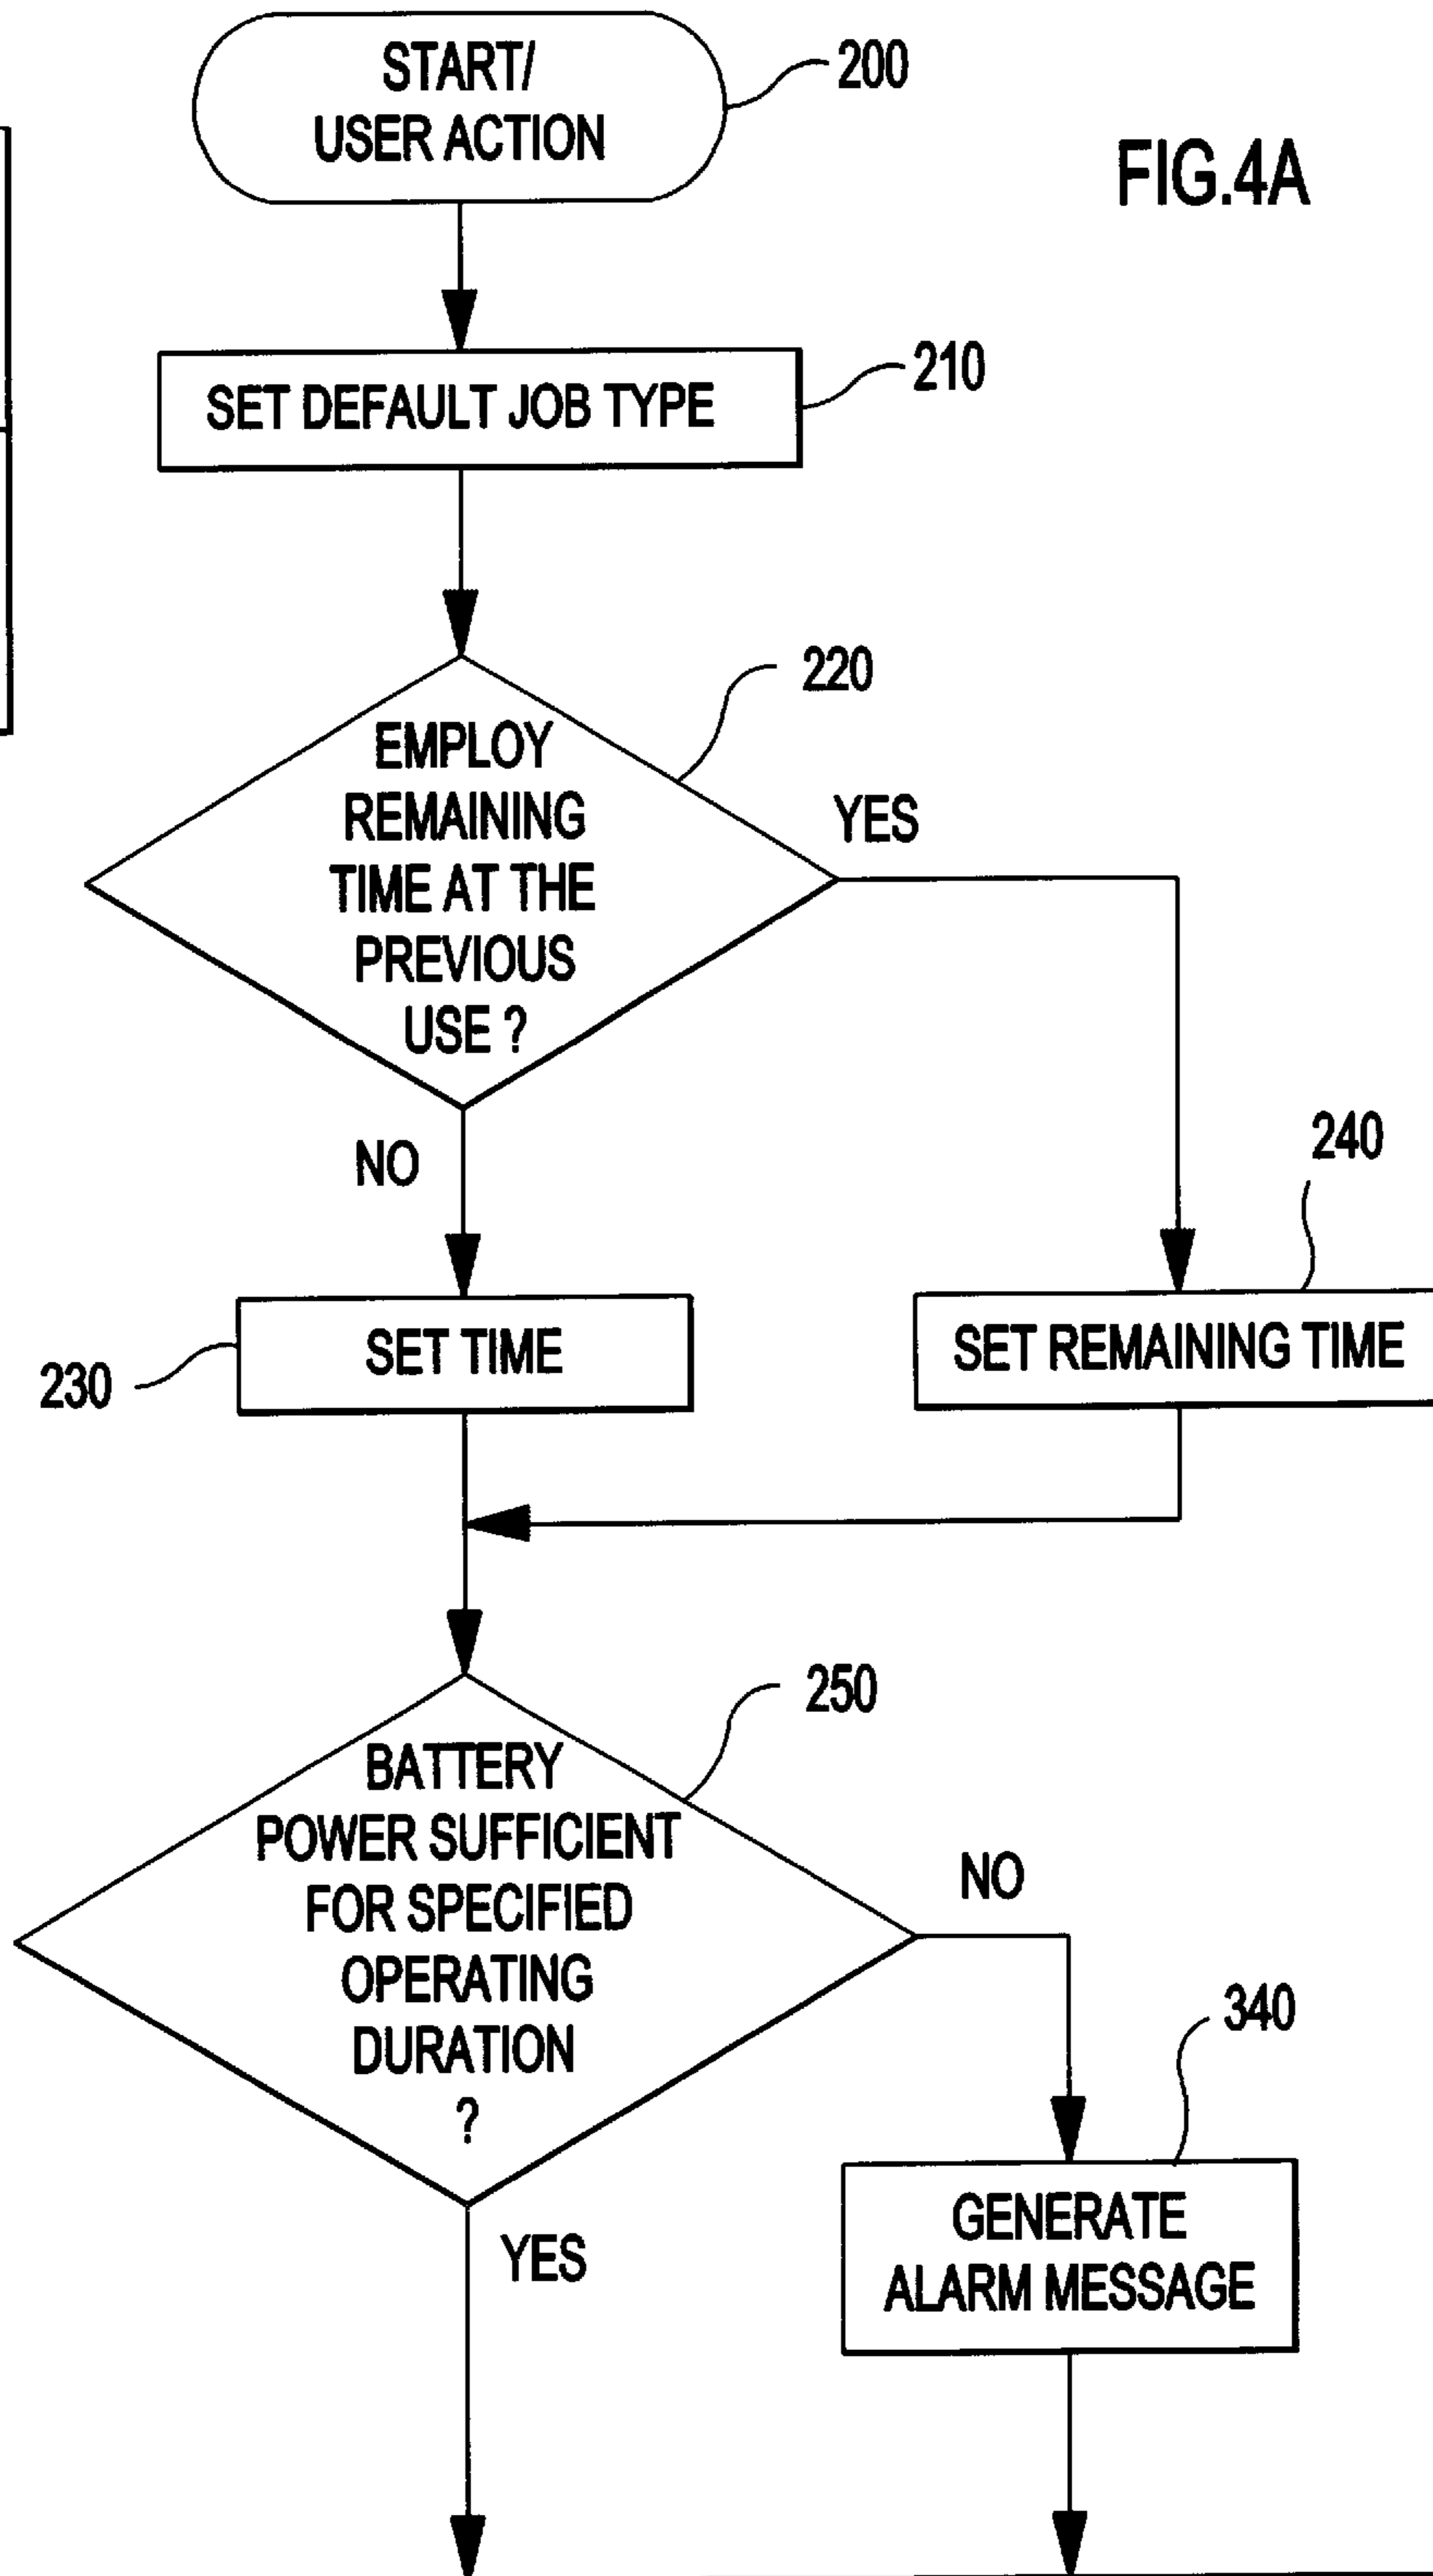 START/
USER ACTION
200
FIG.4A
SET DEFAULT JOB TYPE
210
EMPLOY
REMAINING
TIME AT THE
PREVIOUS
USE ?
220
YES
NO
SET TIME
230
SET REMAINING TIME
240
BATTERY
POWER SUFFICIENT
FOR SPECIFIED
OPERATING
DURATION
?
250
NO
YES
GENERATE
ALARM MESSAGE
340